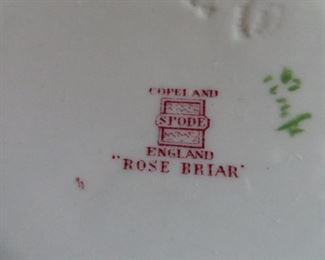 COPELAND
SPODE
ENGLAND
"ROSE BRIAR"